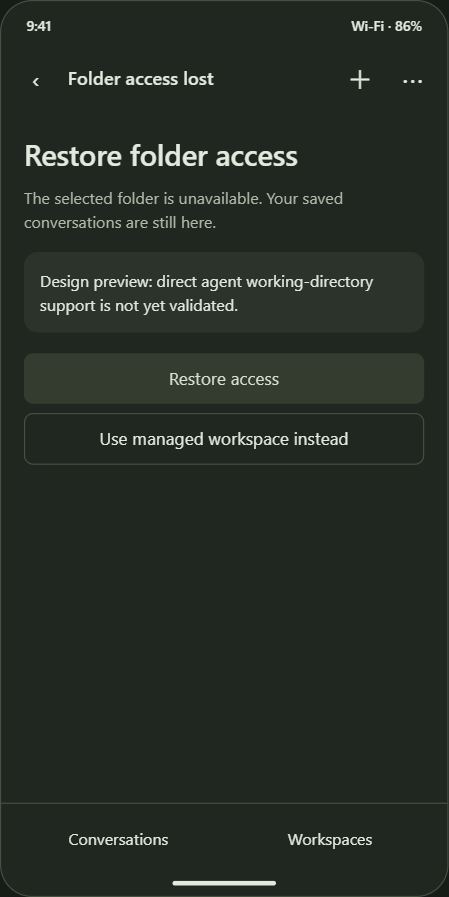 9:41
Wi-Fi · 86%
Folder access lost
Restore folder access
The selected folder is unavailable. Your saved
conversations are still here.
Design preview: direct agent working-directory
support is not yet validated.
Restore access
Use managed workspace instead
Conversations
Workspaces